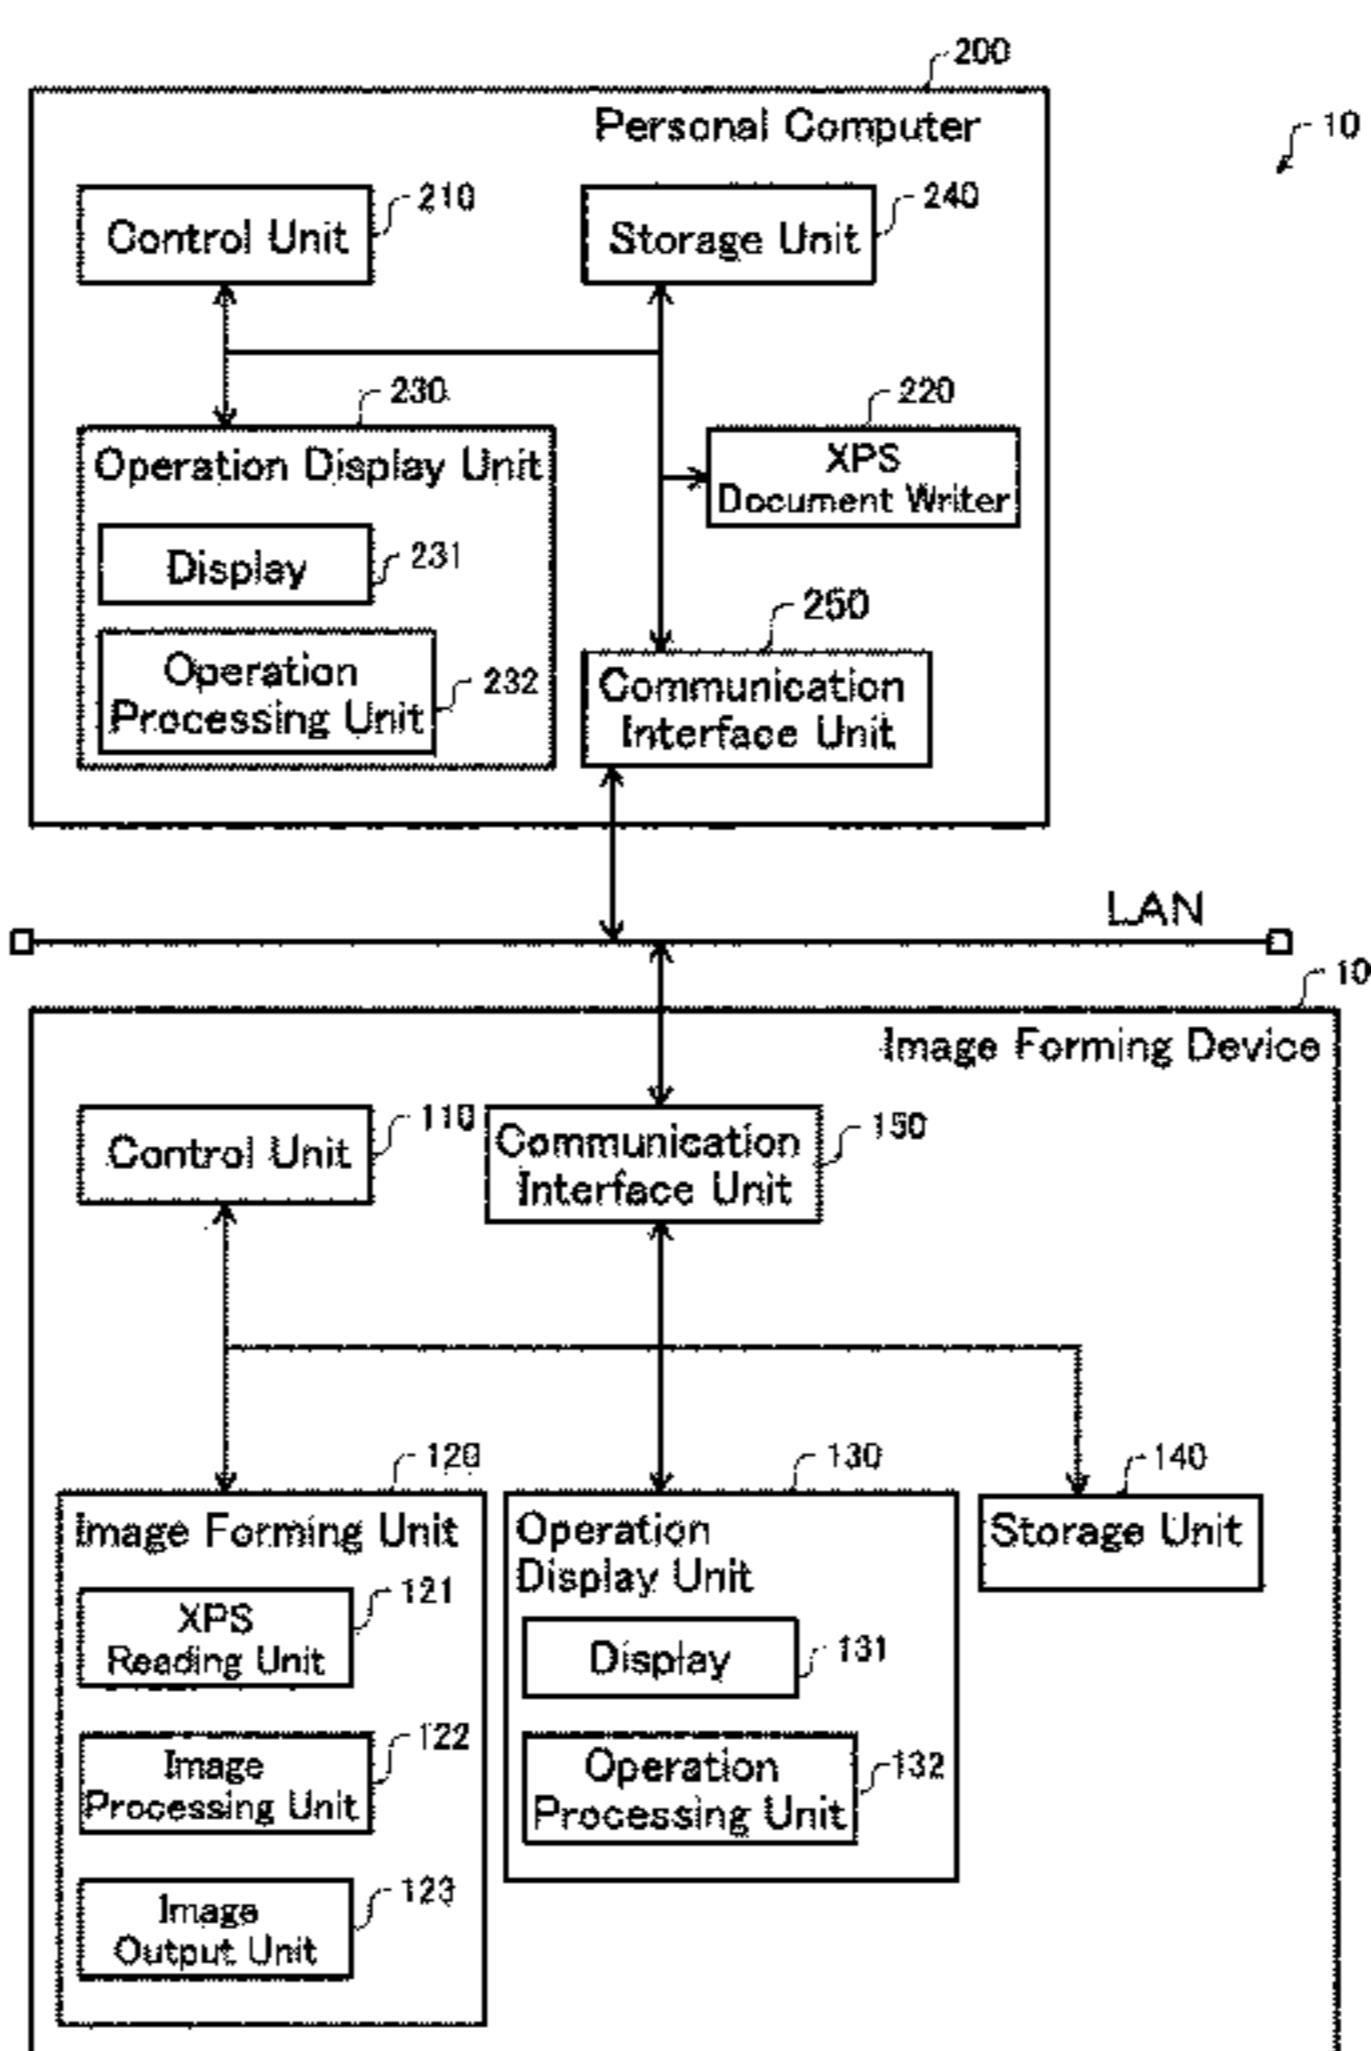 200
Personal Computer
10
210
240
Control Unit
Storage Unit
230
220
Operation Display Unit
XPS
Document Writer
231
Display
250
232
Operation
Processing Unit
Communication
Interface Unit
LAN
10
Image Forming Device
110
150
Control Unit
Communication
Interface Unit
120
130
140
Image Forming Unit
Operation
Display Unit
Storage Unit
121
XPS
Reading Unit
131
Display
122
Image
Processing Unit
132
Operation
Processing Unit
123
Image
Output Unit